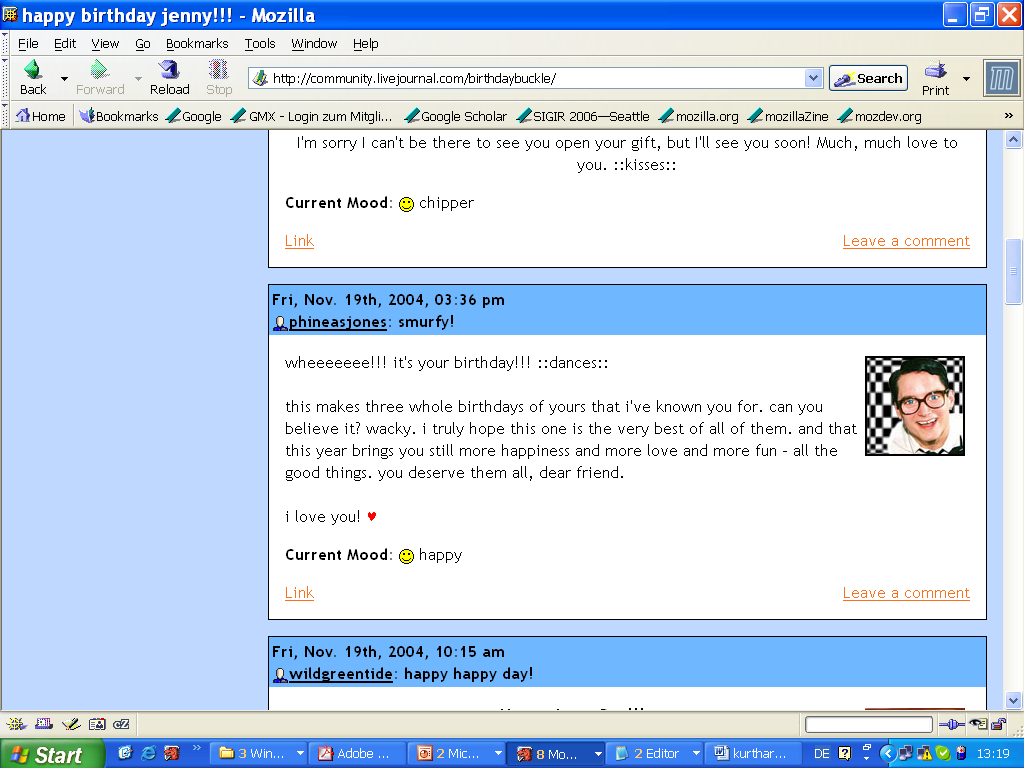 happy birthday jenny!!! - Mozilla
File Edit View Go Bookmarks Tools Window Help
Back Forward Reload Stop http://community.livejournal.com/birthdaybuckle/ Search Print
Home Bookmarks Google GMX - Login zum Mitgli... Google Scholar SIGIR 2006—Seattle mozilla.org mozillaZine mozdev.org »
I'm sorry I can't be there to see you open your gift, but I'll see you soon! Much, much love to
you. ::kisses::
Current Mood: chipper
Link Leave a comment
Fri, Nov. 19th, 2004, 03:36 pm
phineasjones: smurfy!
wheeeeeee!!! it's your birthday!!! ::dances::
this makes three whole birthdays of yours that i've known you for. can you
believe it? wacky. i truly hope this one is the very best of all of them. and that
this year brings you still more happiness and more love and more fun - all the
good things. you deserve them all, dear friend.
i love you! ♥
Current Mood: happy
Link Leave a comment
Fri, Nov. 19th, 2004, 10:15 am
wildgreentide: happy happy day!
Start » 3 Win... Adobe ... 2 Mic... 8 Mo... 2 Editor kurthar... DE 13:19